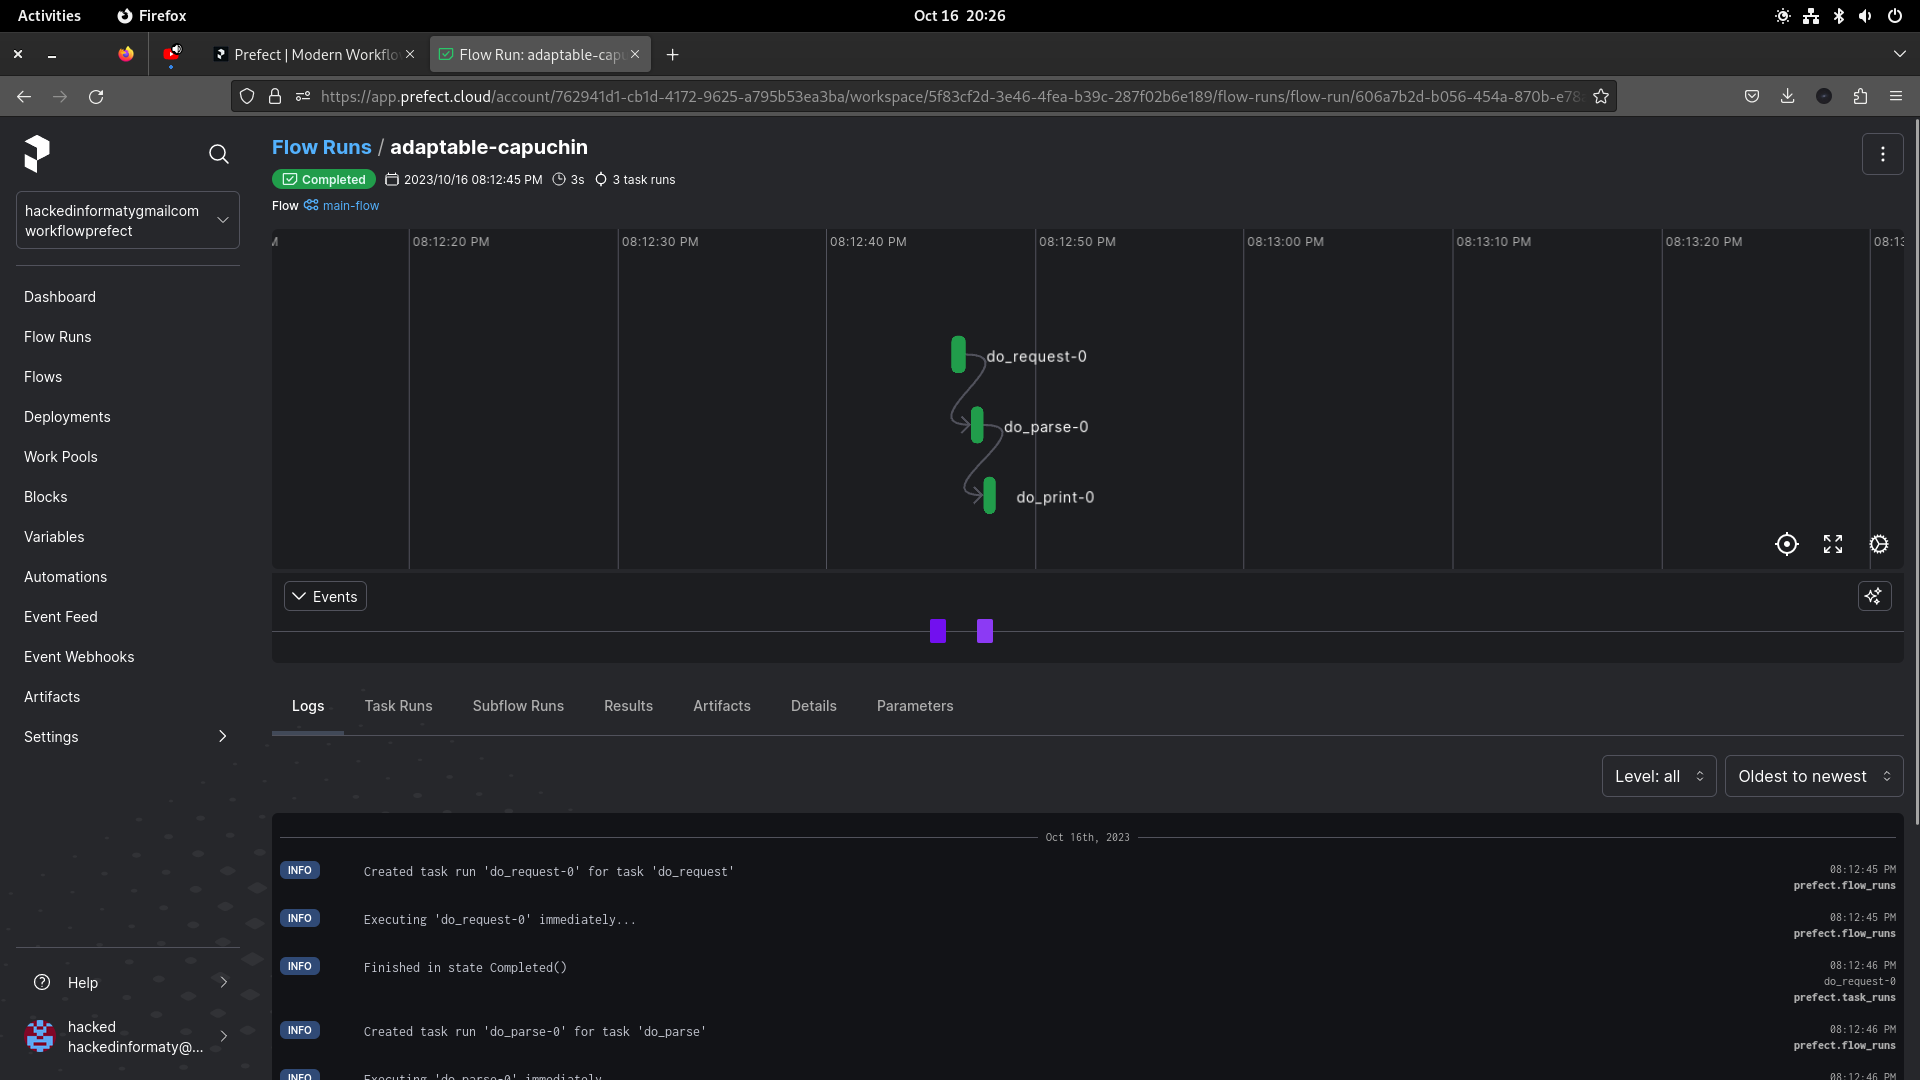 Activities
Firefox
Oct 16 20:26
Prefect | Modern Workflo
Flow Run: adaptable-capu
https://app.prefect.cloud/account/762941d1-cb1d-4172-9625-a795b53ea3ba/workspace/5f83cf2d-3e46-4fea-b39c-287f02b6e189/flow-runs/flow-run/606a7b2d-b056-454a-870b-e78
hackedinformatygmailcom
workflowprefect
Dashboard
Flow Runs
Flows
Deployments
Work Pools
Blocks
Variables
Automations
Event Feed
Event Webhooks
Artifacts
Settings
Help
hacked
hackedinformaty@...
Flow Runs / adaptable-capuchin
Completed 2023/10/16 08:12:45 PM 3s 3 task runs
Flow main-flow
M 08:12:20 PM 08:12:30 PM 08:12:40 PM 08:12:50 PM 08:13:00 PM 08:13:10 PM 08:13:20 PM 08:13
do_request-0
do_parse-0
do_print-0
Events
Logs Task Runs Subflow Runs Results Artifacts Details Parameters
Level: all Oldest to newest
Oct 16th, 2023
INFO Created task run 'do_request-0' for task 'do_request' 08:12:45 PM
prefect.flow_runs
INFO Executing 'do_request-0' immediately... 08:12:45 PM
prefect.flow_runs
INFO Finished in state Completed() 08:12:46 PM
do_request-0
prefect.task_runs
INFO Created task run 'do_parse-0' for task 'do_parse' 08:12:46 PM
prefect.flow_runs
INFO Executing 'do_parse-0' immediately... 08:12:46 PM